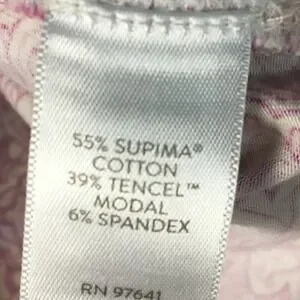 55% SUPIMA®
COTTON
39% TENCEL™
MODAL
6% SPANDEX
RN 97641